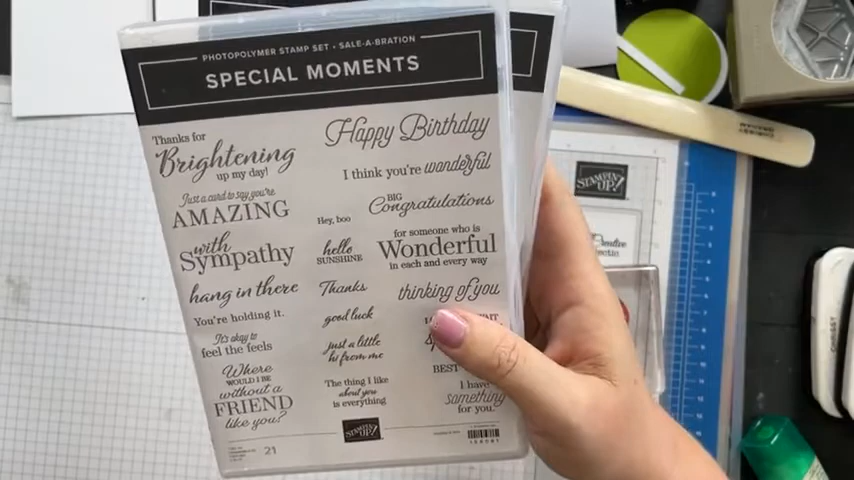 PHOTOPOLYMER STAMP SET • SALE-A-BRATION
SPECIAL MOMENTS
Thanks for
Brightening
up my day!
Just a card to say you're
AMAZING
with
Sympathy
hang in there
You're holding it.
It's okay to
feel the feels
Where
WOULD I BE
without a
FRIEND
like you?
Hey, boo
hello
SUNSHINE
Thanks
good luck
just a little
hi from me
The thing I like
about you
is everything
Happy Birthday
I think you're wonderful
BIG
Congratulations
for someone who is
Wonderful
in each and every way
thinking of you
BEST
I have
something
for you.
STAMPIN' UP!
21
STAMPIN' UP!